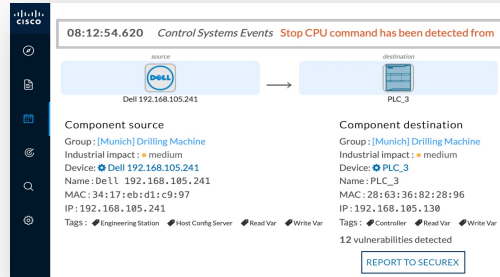 CISCO
08:12:54.620 Control Systems Events Stop CPU command has been detected from
source
destination
DELL
Dell 192.168.105.241
PLC_3
Component source
Group : [Munich] Drilling Machine
Industrial impact : medium
Device: Dell 192.168.105.241
Name : Dell 192.168.105.241
MAC : 34:17:eb:d1:c9:97
IP : 192.168.105.241
Tags : Engineering Station Host Config Server Read Var Write Var
Component destination
Group : [Munich] Drilling Machine
Industrial impact : medium
Device: PLC_3
Name : PLC_3
MAC : 28:63:36:82:28:96
IP : 192.168.105.130
Tags : Controller Read Var Write Var
12 vulnerabilities detected
REPORT TO SECUREX